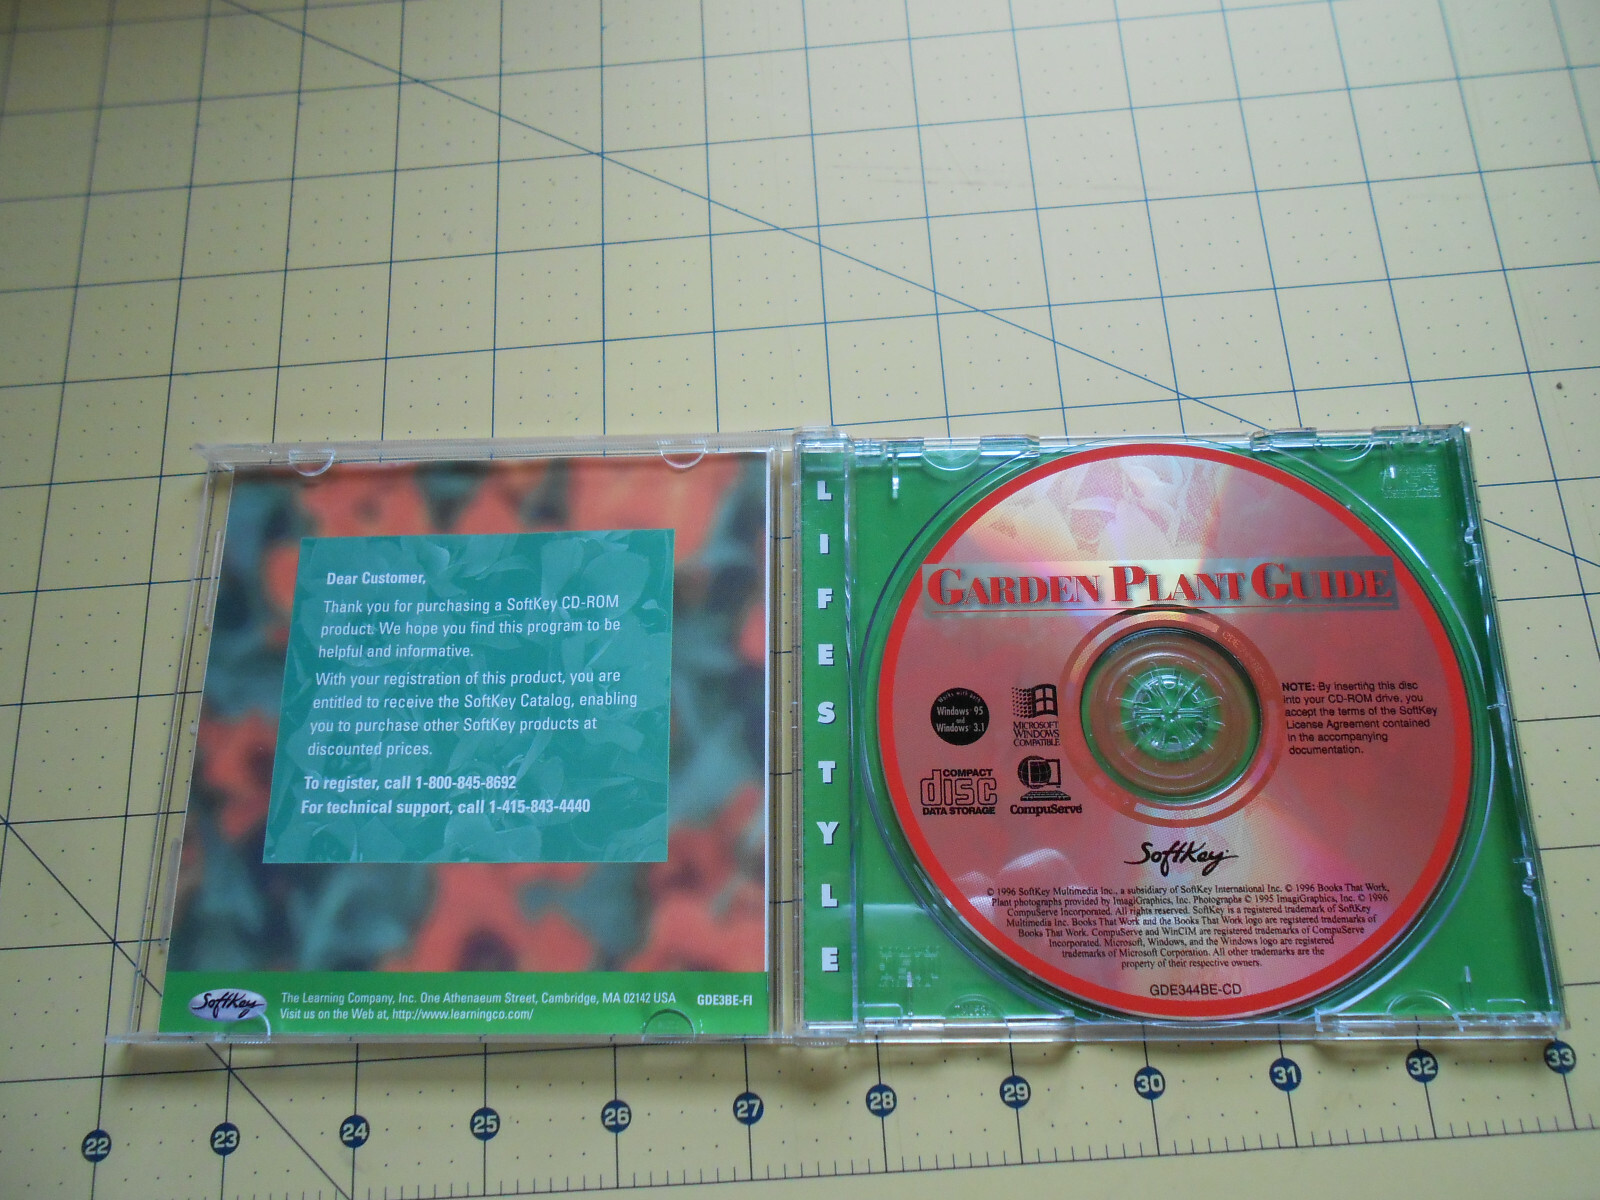 Dear Customer,
Thank you for purchasing a SoftKey CD-ROM
product. We hope you find this program to be
helpful and informative.
With your registration of this product, you are
entitled to receive the SoftKey Catalog, enabling
you to purchase other SoftKey products at
discounted prices.
To register, call 1-800-845-8692
For technical support, call 1-415-843-4440
SoftKey
The Learning Company, Inc. One Athenaeum Street, Cambridge, MA 02142 USA
Visit us on the Web at, http://www.learningco.com/
GDE3BE-FI
LIFESTYLE
GARDEN PLANT GUIDE
Works with
Windows 95
and
Windows 3.1
MICROSOFT
WINDOWS
COMPATIBLE
COMPACT
disc
DATA STORAGE
CompuServe
NOTE: By inserting this disc
into your CD-ROM drive, you
accept the terms of the SoftKey
License Agreement contained
in the accompanying
documentation.
SoftKey
© 1996 SoftKey Multimedia Inc., a subsidiary of SoftKey International Inc. © 1996 Books That Work,
Plant photographs provided by ImagiGraphics, Inc. Photographs © 1995 ImagiGraphics, Inc. © 1996
CompuServe Incorporated. All rights reserved. SoftKey is a registered trademark of SoftKey
Multimedia Inc. Books That Work and the Books That Work logo are registered trademarks of
Books That Work. CompuServe and WinCIM are registered trademarks of CompuServe
Incorporated. Microsoft, Windows, and the Windows logo are registered
trademarks of Microsoft Corporation. All other trademarks are the
property of their respective owners.
GDE344BE-CD
22 23 24 25 26 27 28 29 30 31 32 33